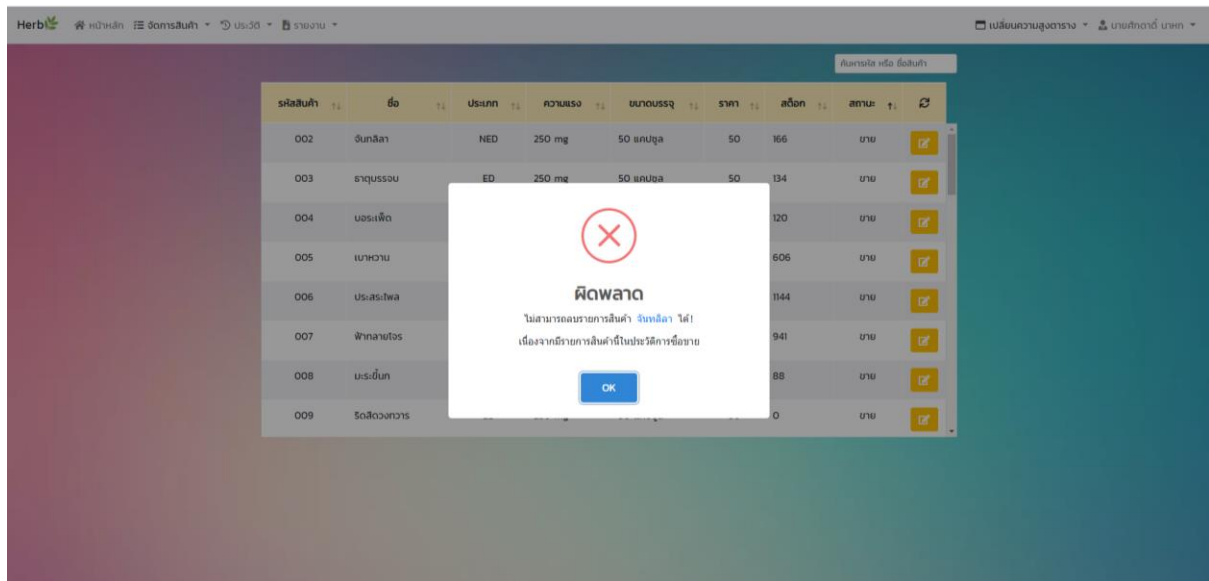 Herb หน้าหลัก จัดการสินค้า ประวัติ รายงาน เปลี่ยนความสูงตาราง นายศักดาดิ์ นาหก
ค้นหารหัส หรือ ชื่อสินค้า
รหัสสินค้า ชื่อ ประเภท ความแรง ขนาดบรรจุ ราคา สต็อก สถานะ
002 จันทลีลา NED 250 mg 50 แคปซูล 50 166 ขาย
003 ธาตุบรรจบ ED 250 mg 50 แคปซูล 50 134 ขาย
004 บอระเพ็ด 120 ขาย
005 เบาหวาน 606 ขาย
006 ประสระไพล 1144 ขาย
007 ฟ้าทลายโจร 941 ขาย
008 มะระขี้นก 88 ขาย
009 ริดสีดวงทวาร 0 ขาย
ผิดพลาด
ไม่สามารถลบรายการสินค้า จันทลีลา ได้!
เนื่องจากมีรายการสินค้านี้ในประวัติการซื้อขาย
OK